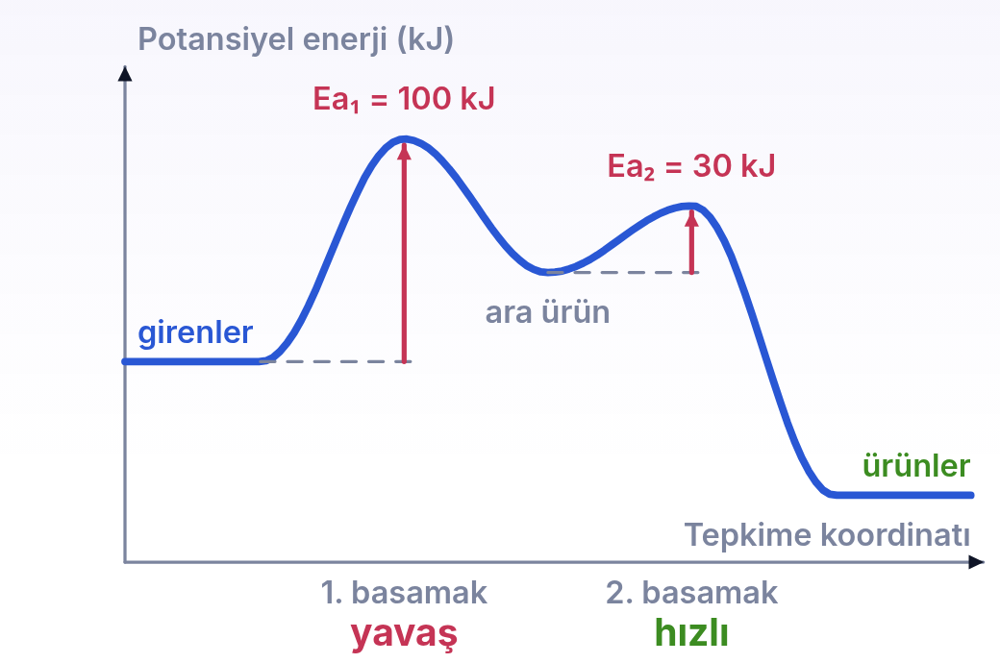 Potansiyel enerji (kJ)
Ea₁ = 100 kJ
Ea₂ = 30 kJ
ara ürün
girenler
ürünler
Tepkime koordinatı
1. basamak
yavaş
2. basamak
hızlı